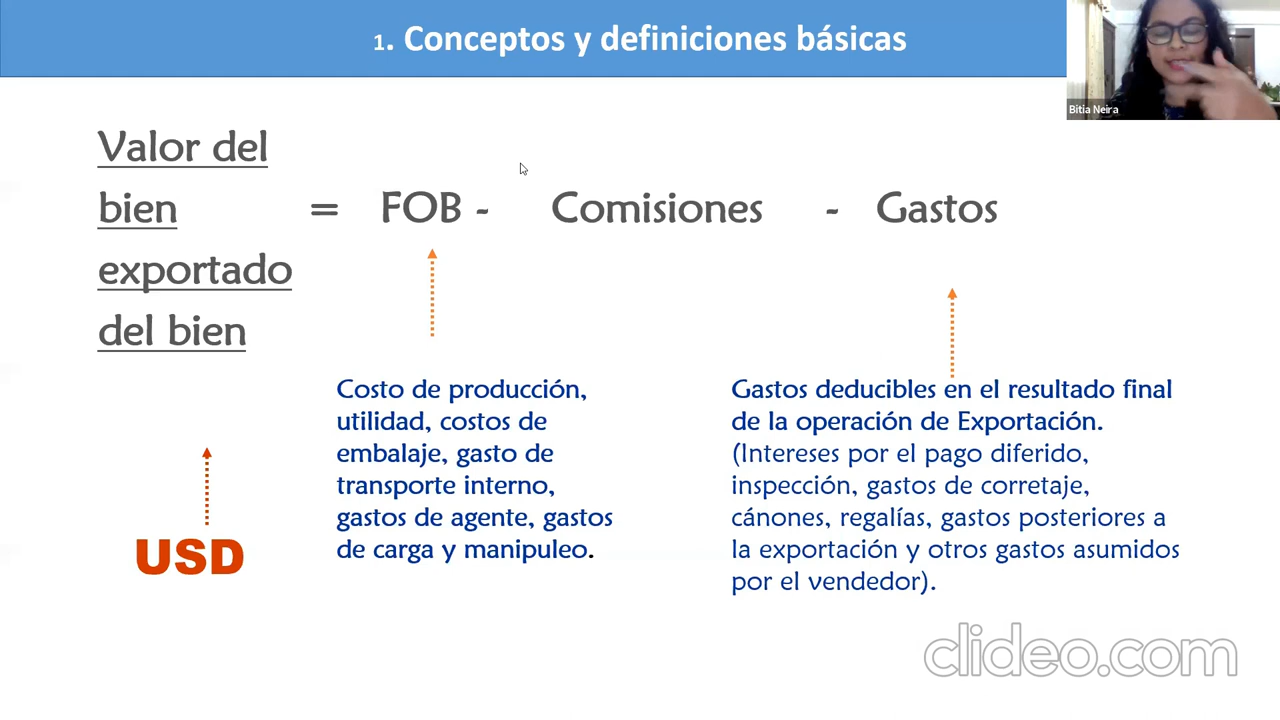 1. Conceptos y definiciones básicas
Bitia Neira
Valor del
bien = FOB - Comisiones - Gastos
exportado
del bien
Costo de producción,
utilidad, costos de
embalaje, gasto de
transporte interno,
gastos de agente, gastos
de carga y manipuleo.
Gastos deducibles en el resultado final
de la operación de Exportación.
(Intereses por el pago diferido,
inspección, gastos de corretaje,
cánones, regalías, gastos posteriores a
la exportación y otros gastos asumidos
por el vendedor).
USD
clideo.com